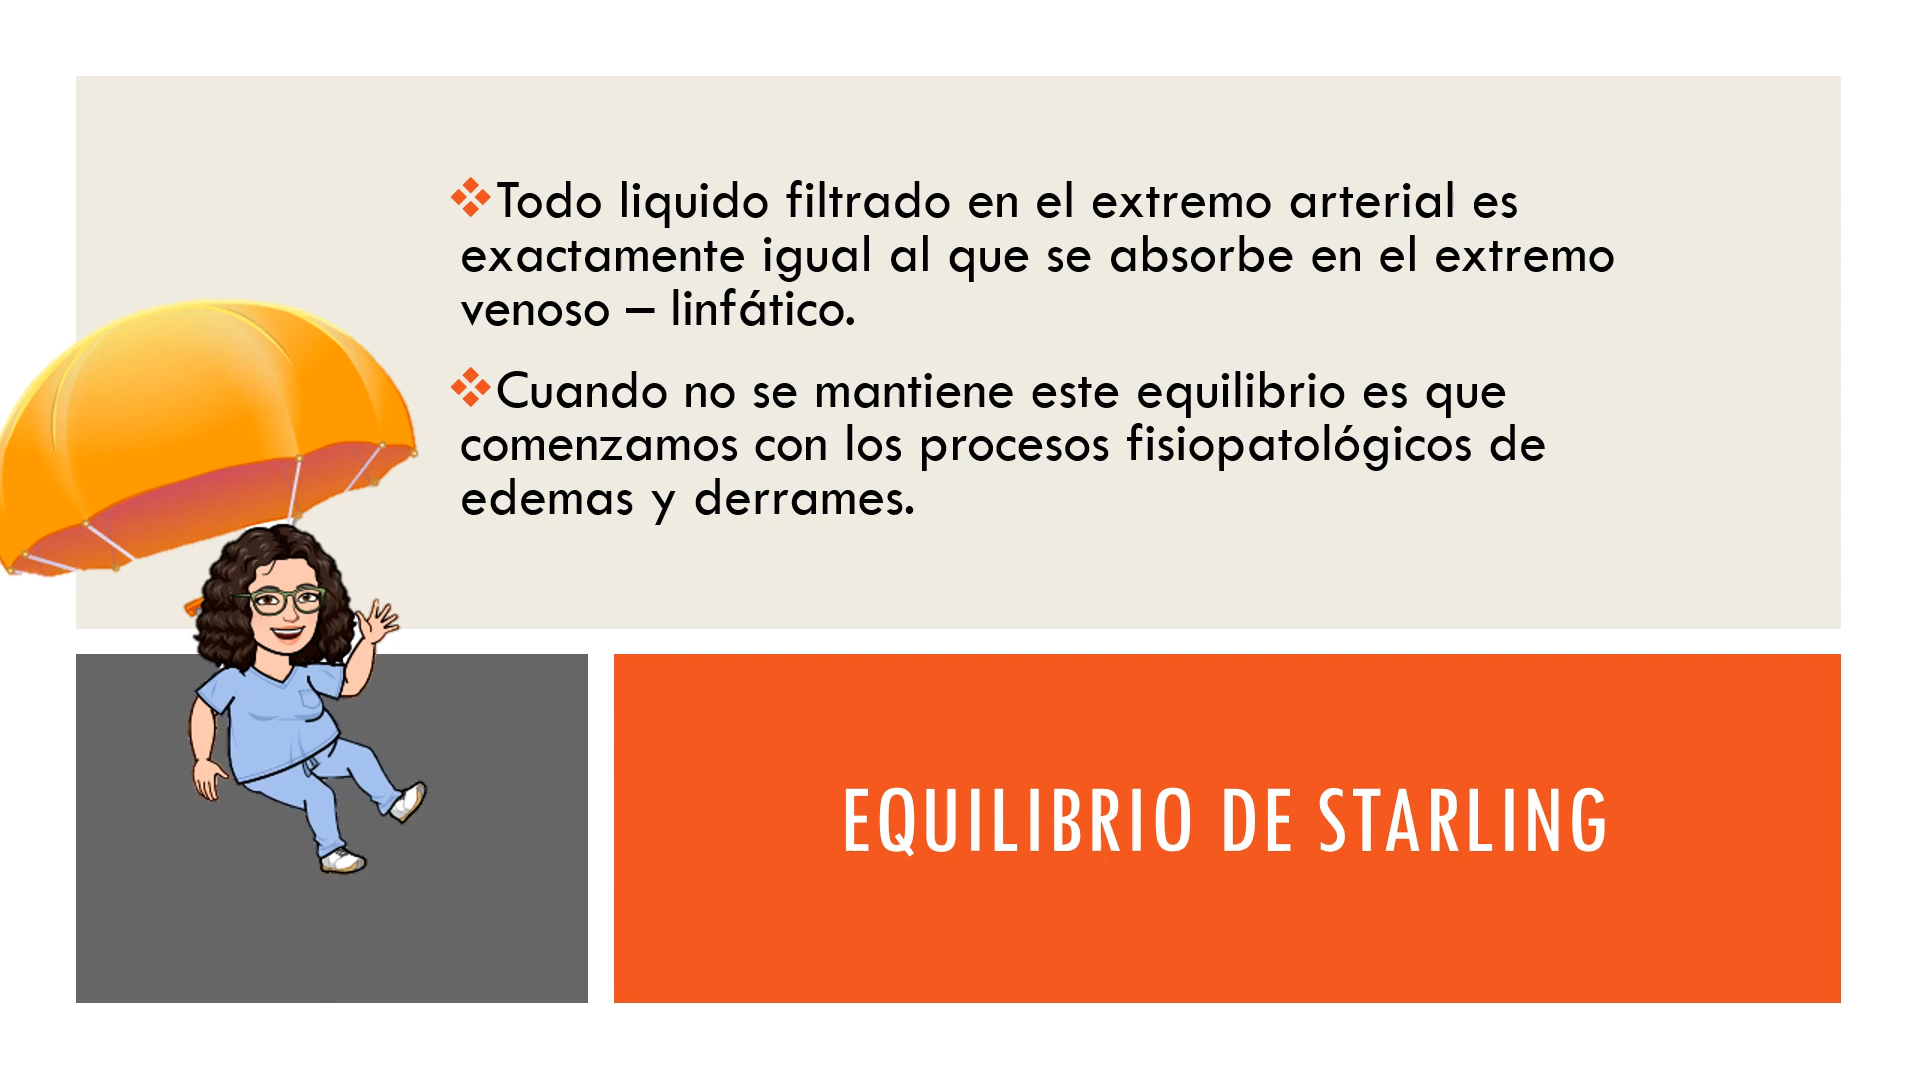 ❖Todo liquido filtrado en el extremo arterial es
exactamente igual al que se absorbe en el extremo
venoso – linfático.
❖Cuando no se mantiene este equilibrio es que
comenzamos con los procesos fisiopatológicos de
edemas y derrames.
EQUILIBRIO DE STARLING